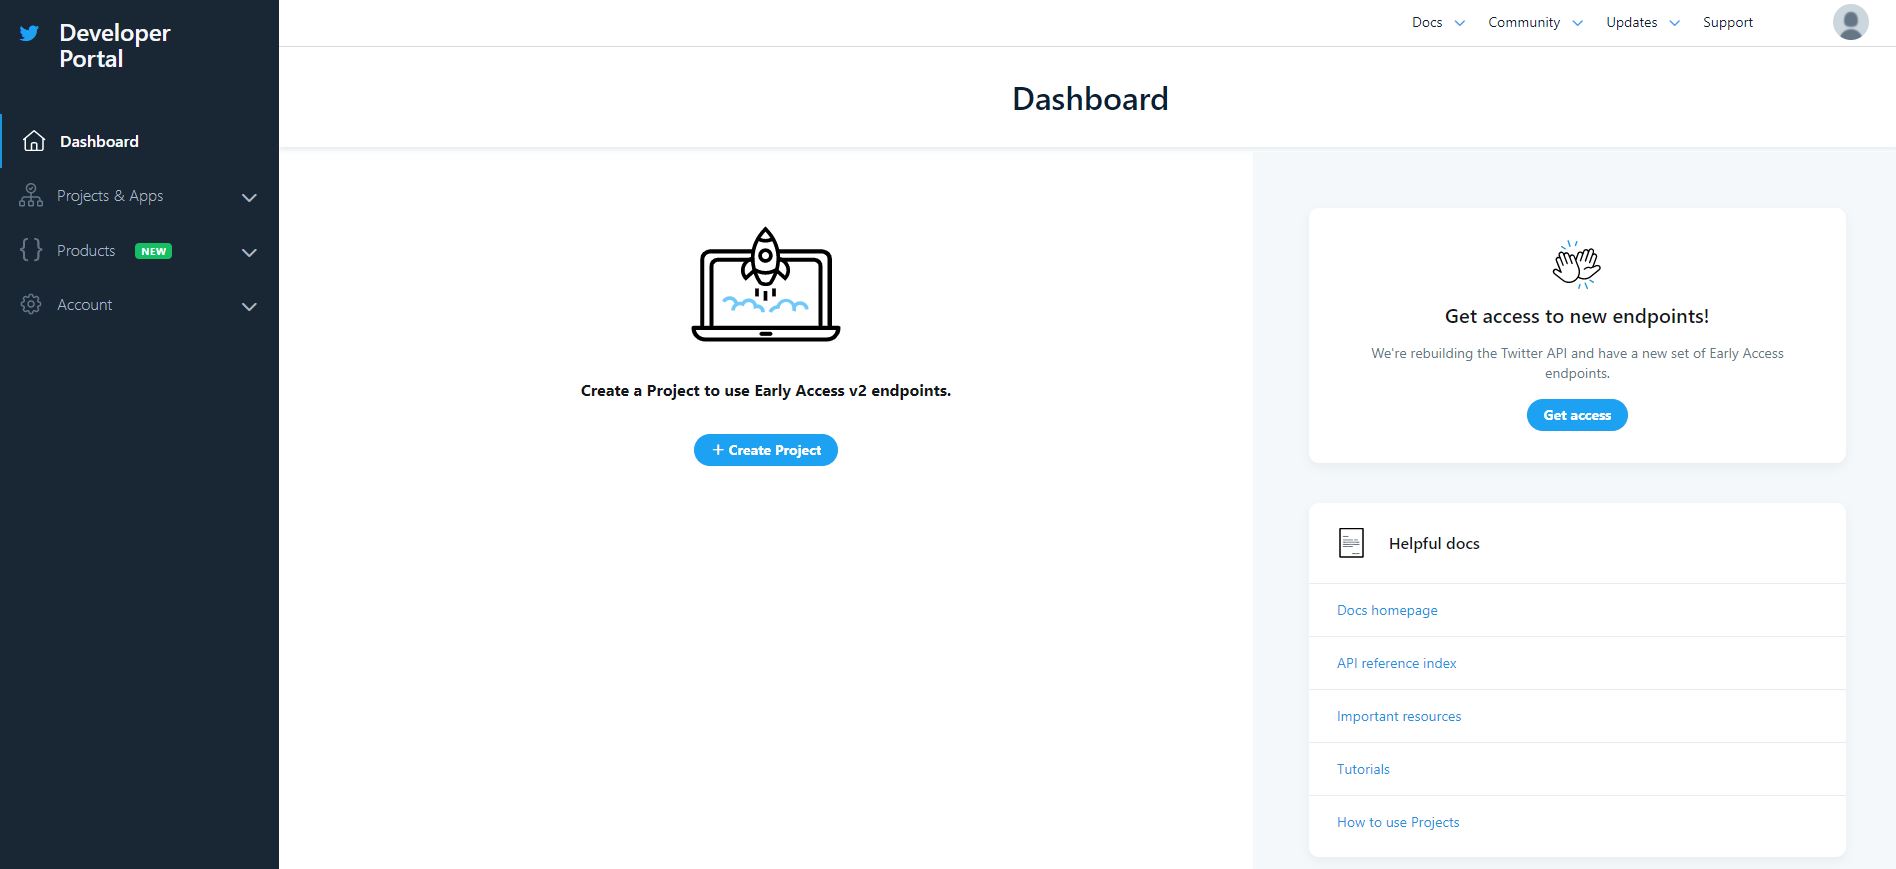 Developer
Portal
Dashboard
Projects & Apps
Products NEW
Account
Docs Community Updates Support
Dashboard
Create a Project to use Early Access v2 endpoints.
+ Create Project
Get access to new endpoints!
We're rebuilding the Twitter API and have a new set of Early Access
endpoints.
Get access
Helpful docs
Docs homepage
API reference index
Important resources
Tutorials
How to use Projects